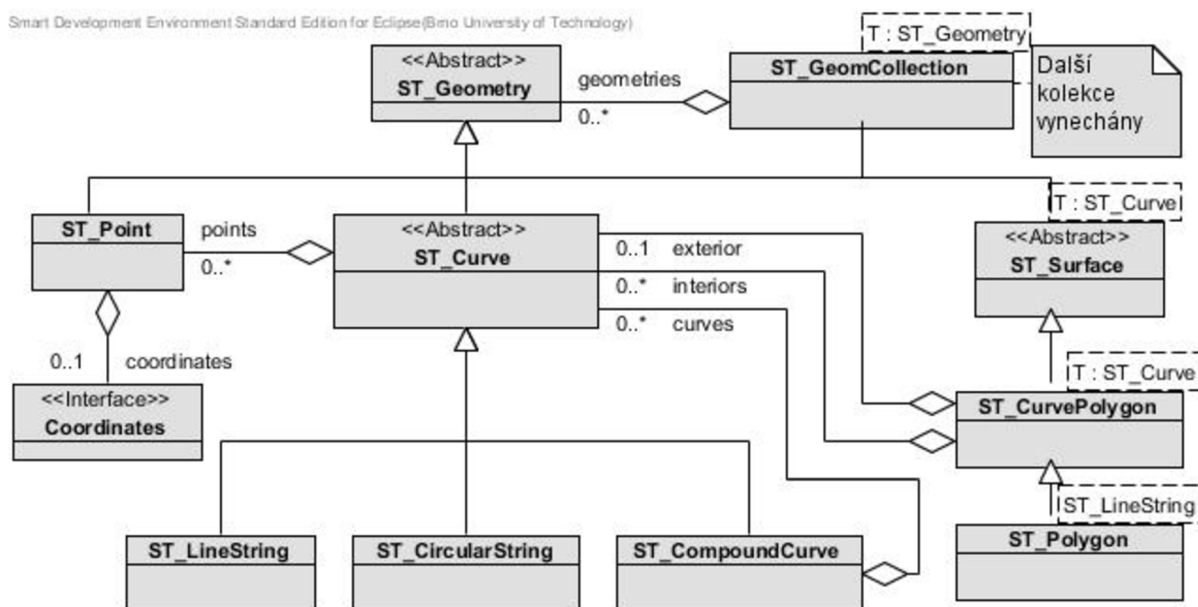 Smart Development Environment Standard Edition for Eclipse(Brno University of Technology)
T : ST_Geometry
<<Abstract>>
ST_Geometry
geometries
0..*
ST_GeomCollection
Další
kolekce
vynechány
T : ST_Curve
ST_Point
points
0..*
<<Abstract>>
ST_Curve
0..1 exterior
0..* interiors
0..* curves
<<Abstract>>
ST_Surface
0..1 coordinates
T : ST_Curve
<<Interface>>
Coordinates
ST_CurvePolygon
ST_LineString
ST_LineString
ST_CircularString
ST_CompoundCurve
ST_Polygon